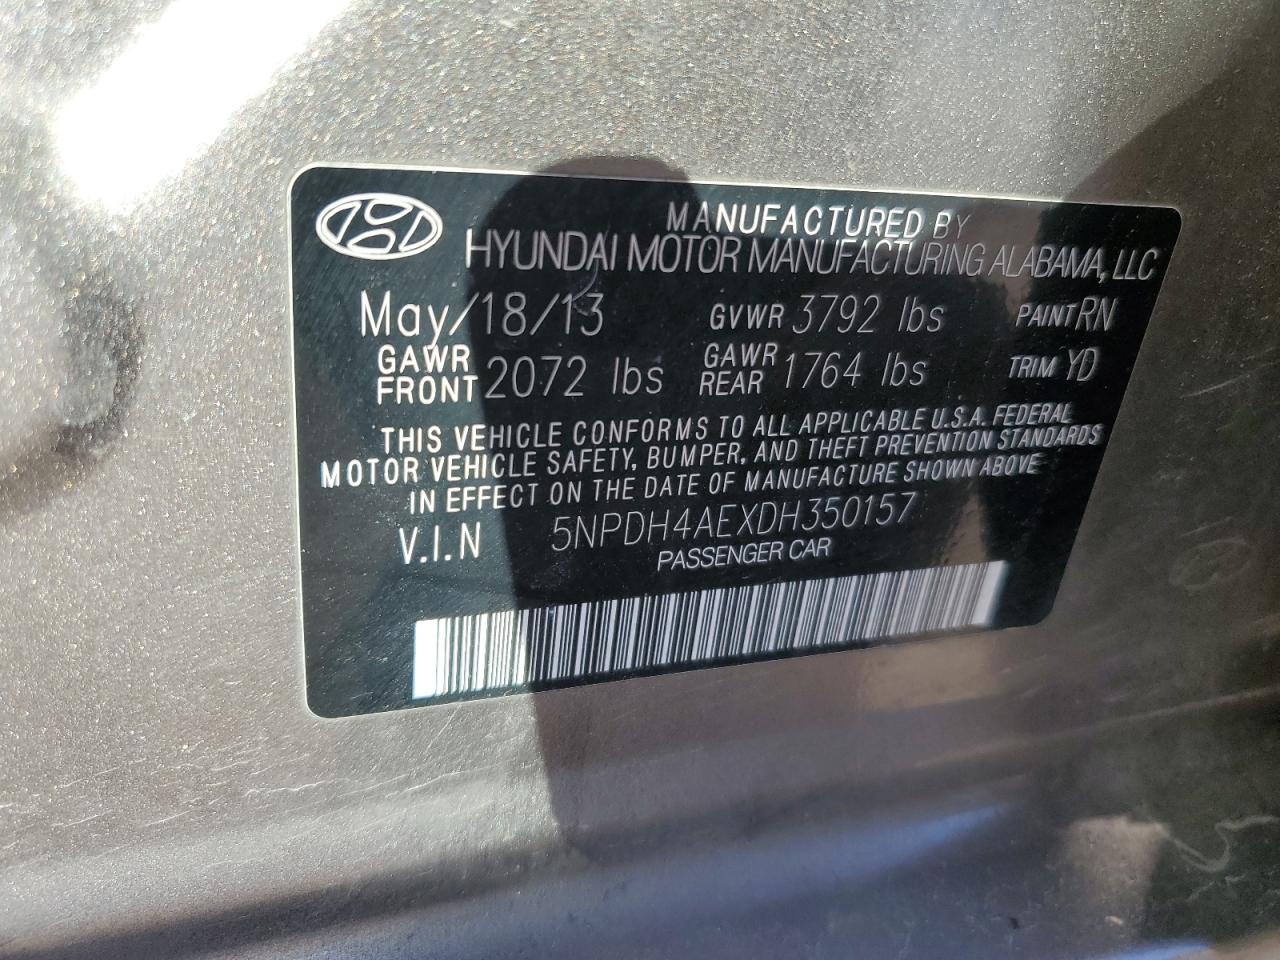 MANUFACTURED BY
HYUNDAI MOTOR MANUFACTURING ALABAMA, LLC
May/18/13 GVWR 3792 lbs PAINT RN
GAWR FRONT 2072 lbs GAWR REAR 1764 lbs TRIM YD
THIS VEHICLE CONFORMS TO ALL APPLICABLE U.S.A. FEDERAL
MOTOR VEHICLE SAFETY, BUMPER, AND THEFT PREVENTION STANDARDS
IN EFFECT ON THE DATE OF MANUFACTURE SHOWN ABOVE
V.I.N 5NPDH4AEXDH350157
PASSENGER CAR